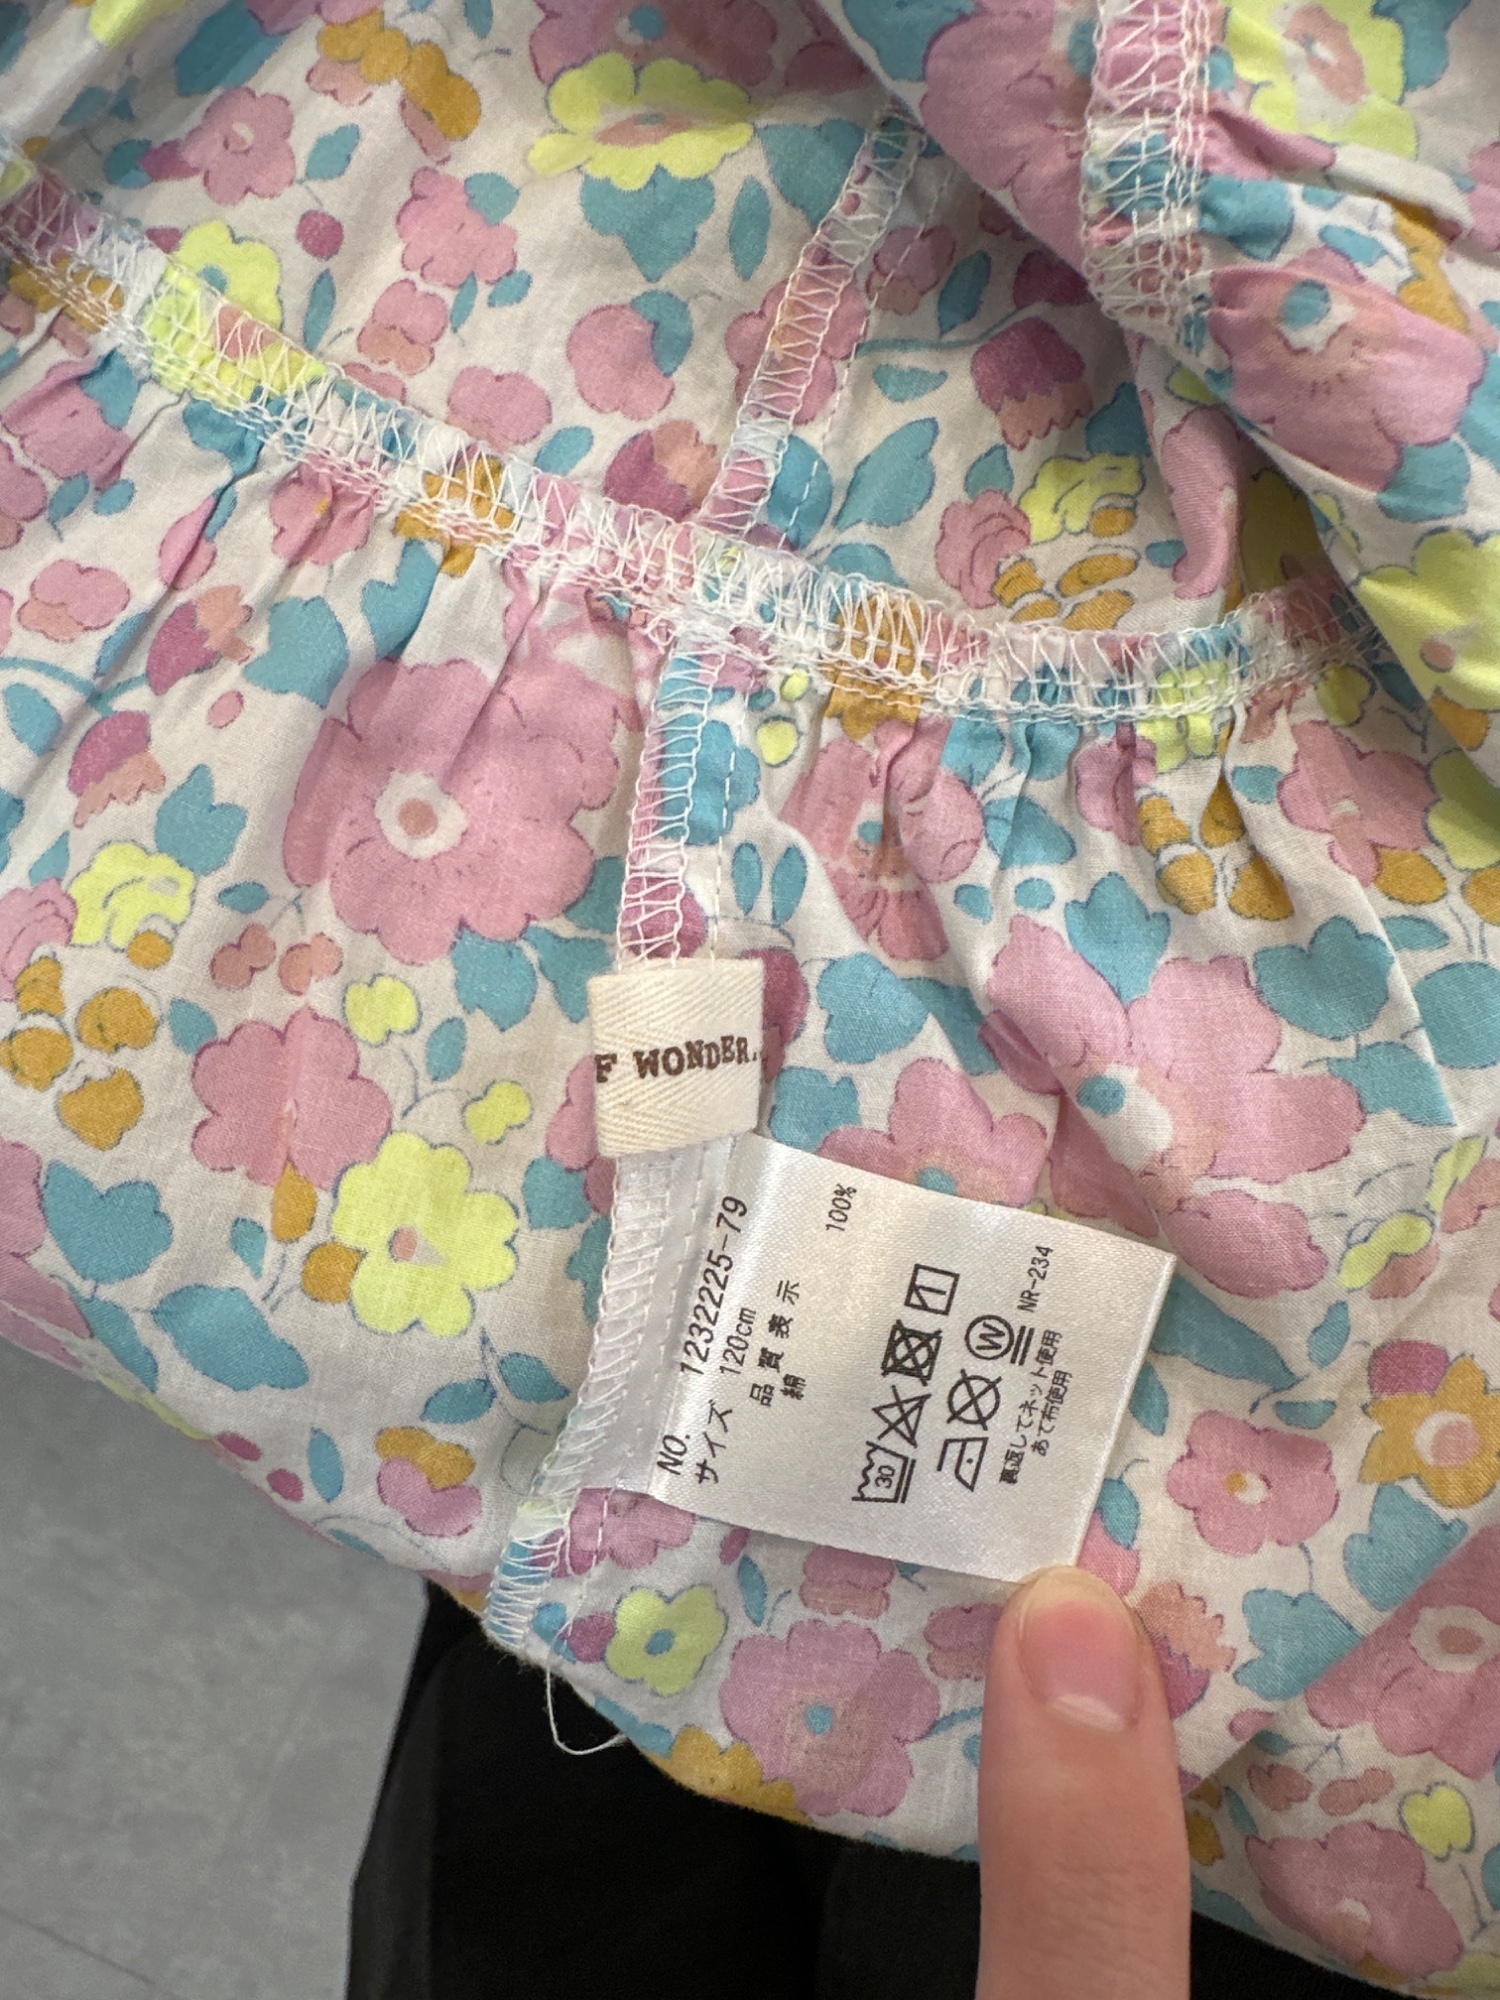 F WONDER.
NO. 1232225-79
サイズ 120cm
品質表示
綿 100%
30
W
NR-234
裏返してネット使用
あて布使用